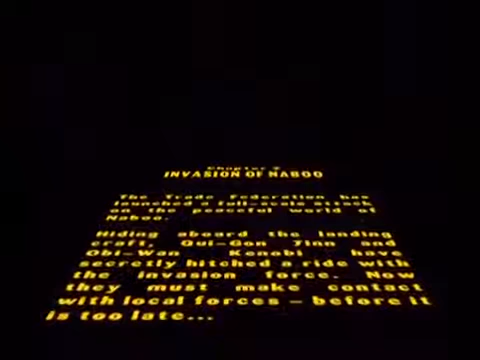 Chapter 2
INVASION OF NABOO
The Trade Federation has
launched a full-scale attack
on the peaceful world of
Naboo.
Hiding aboard the landing
craft, Qui-Gon Jinn and
Obi-Wan Kenobi have
secretly hitched a ride with
the invasion force. Now
they must make contact
with local forces – before it
is too late...